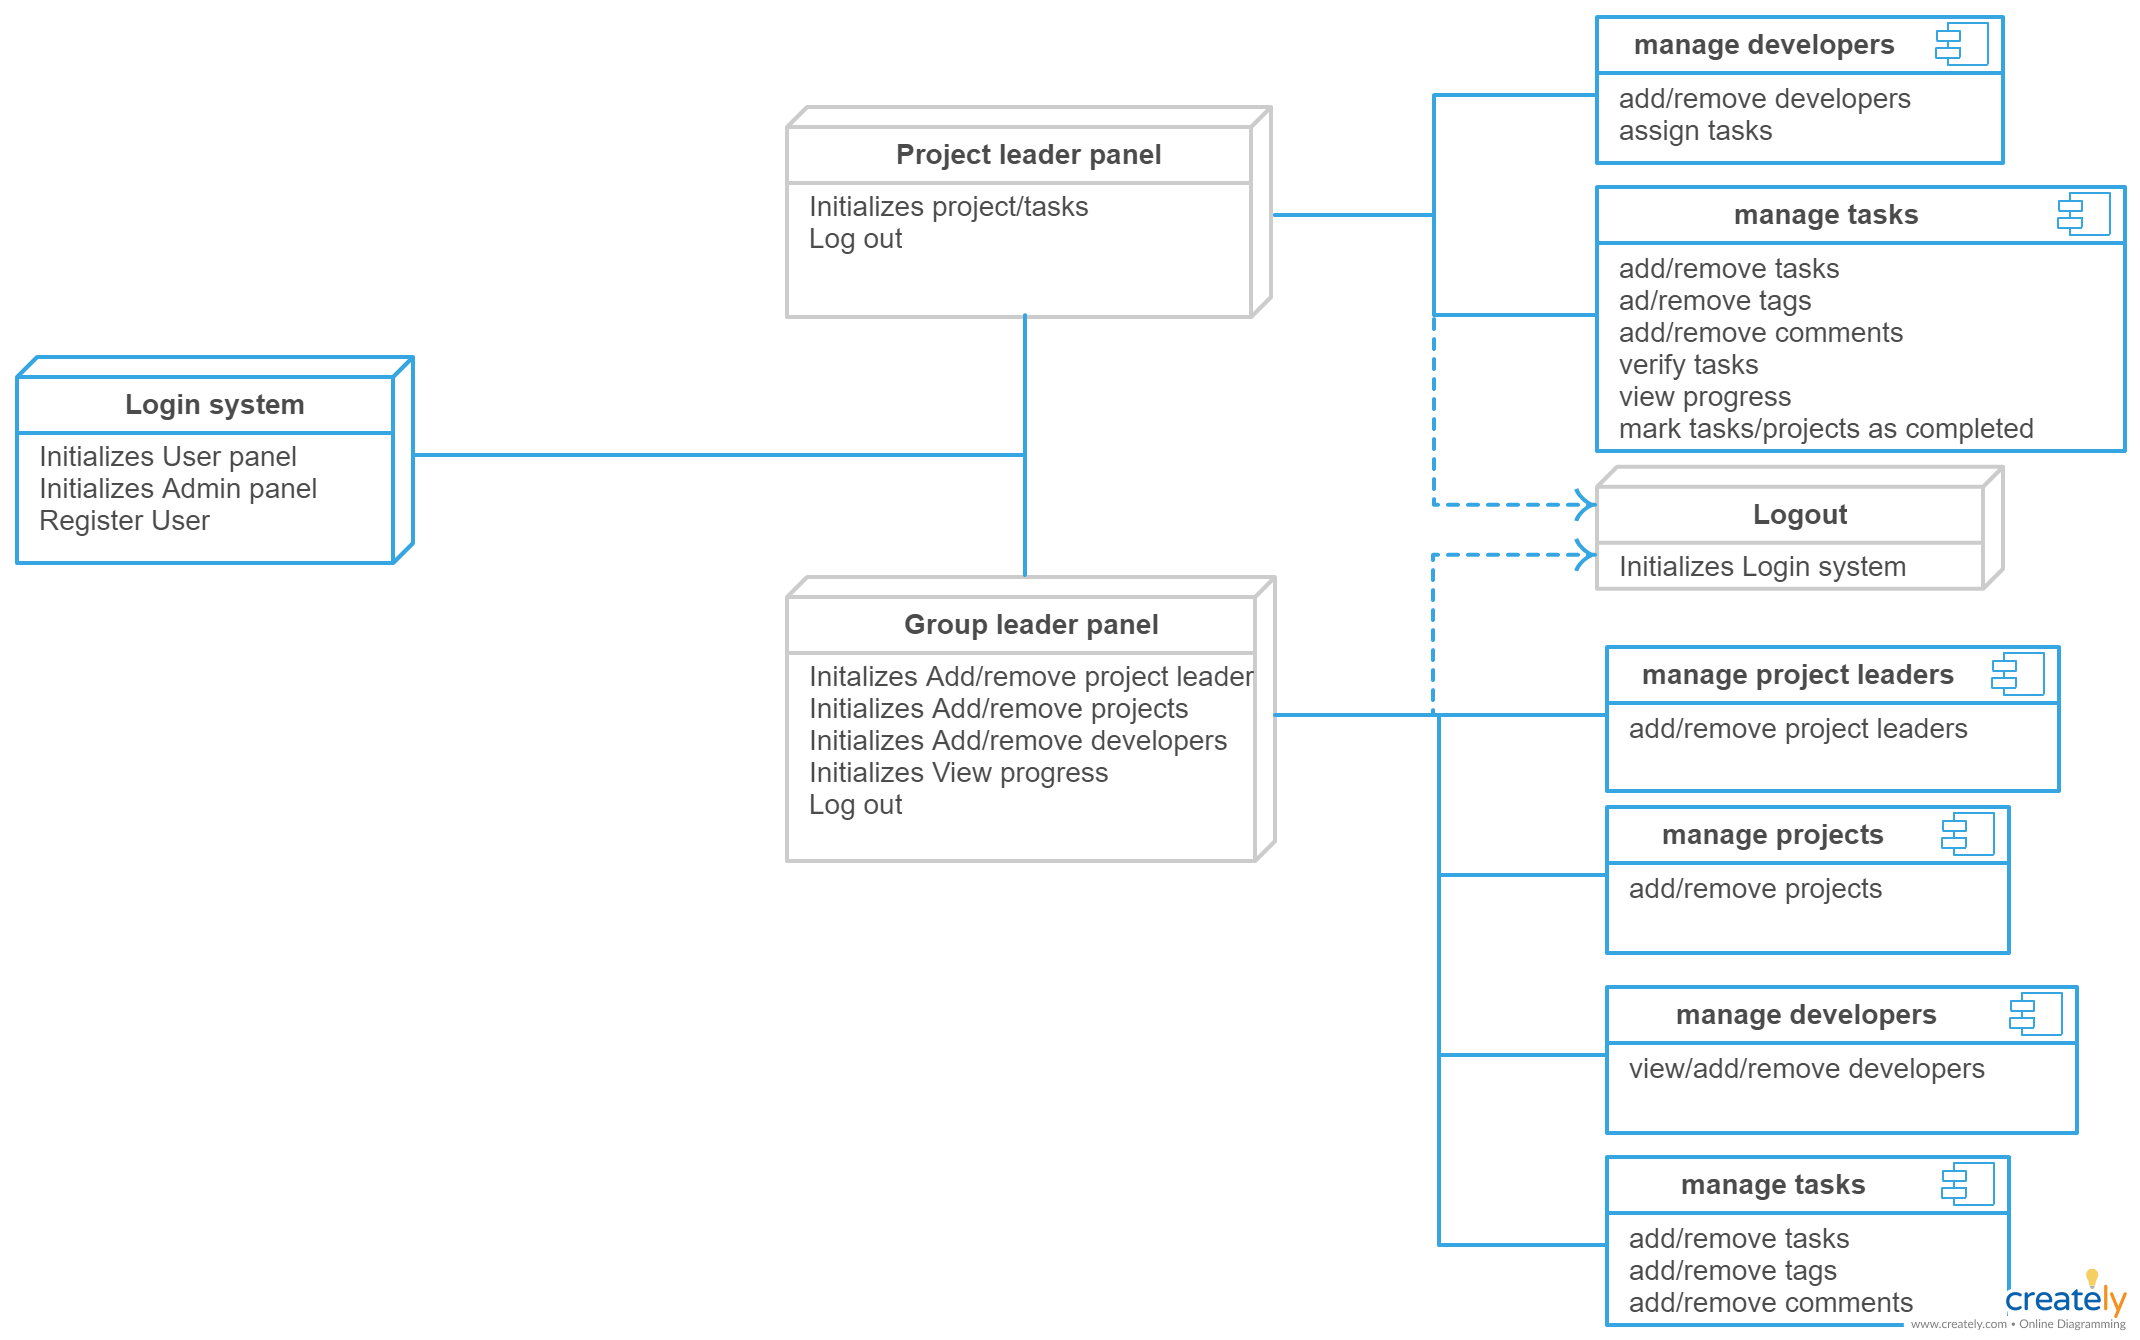 manage developers
add/remove developers
assign tasks
Project leader panel
Initializes project/tasks
Log out
manage tasks
add/remove tasks
ad/remove tags
add/remove comments
verify tasks
view progress
mark tasks/projects as completed
Login system
Initializes User panel
Initializes Admin panel
Register User
Logout
Initializes Login system
Group leader panel
Initalizes Add/remove project leader
Initializes Add/remove projects
Initializes Add/remove developers
Initializes View progress
Log out
manage project leaders
add/remove project leaders
manage projects
add/remove projects
manage developers
view/add/remove developers
manage tasks
add/remove tasks
add/remove tags
add/remove comments
creately
www.creately.com • Online Diagramming